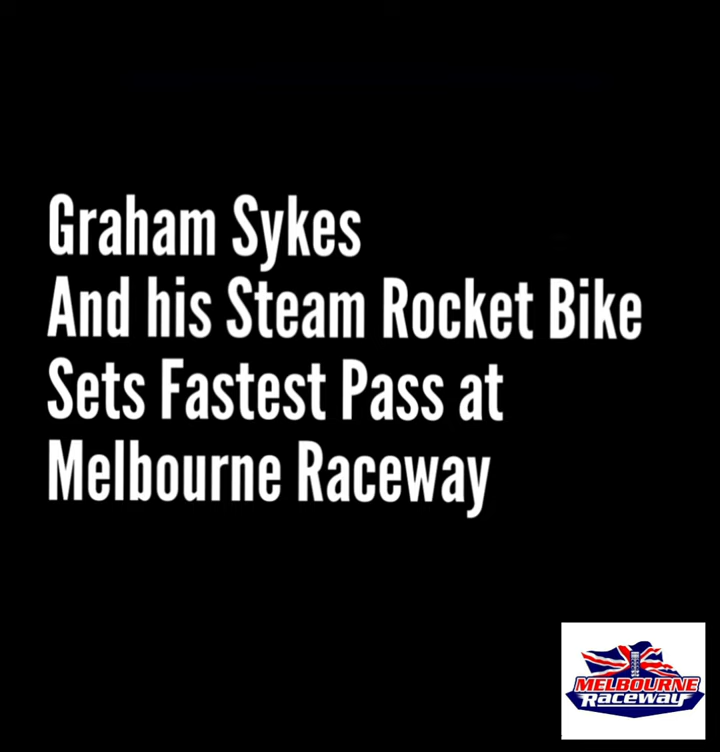 Graham Sykes
And his Steam Rocket Bike
Sets Fastest Pass at
Melbourne Raceway
MELBOURNE
Raceway